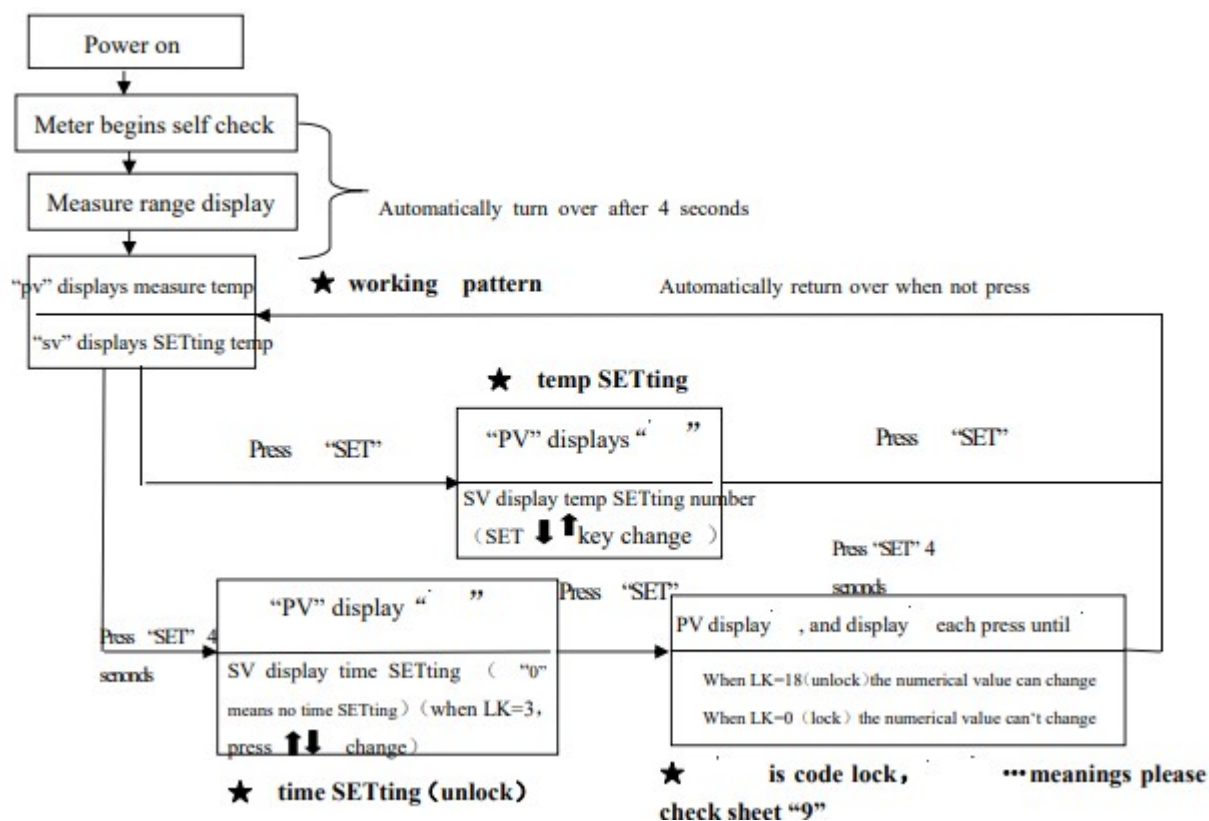 Power on
Meter begins self check
Measure range display
Automatically turn over after 4 seconds
“pv” displays measure temp
★ working pattern
Automatically return over when not press
“sv” displays SETting temp
★ temp SETting
“PV” displays “ ”
Press “SET”
Press “SET”
SV display temp SETting number
（SET ⬇⬆key change ）
Press “SET” 4
senonds
“PV” display “ ”
Press “SET”
PV display , and display each press until
Press “SET” 4
senonds
SV display time SETting （ “0”
means no time SETting）（when LK=3,
press ⬆⬇ change）
When LK=18（unlock）the numerical value can change
When LK=0（lock）the numerical value can‘t change
★ time SETting（unlock）
★ is code lock， ···meanings please
check sheet “9”